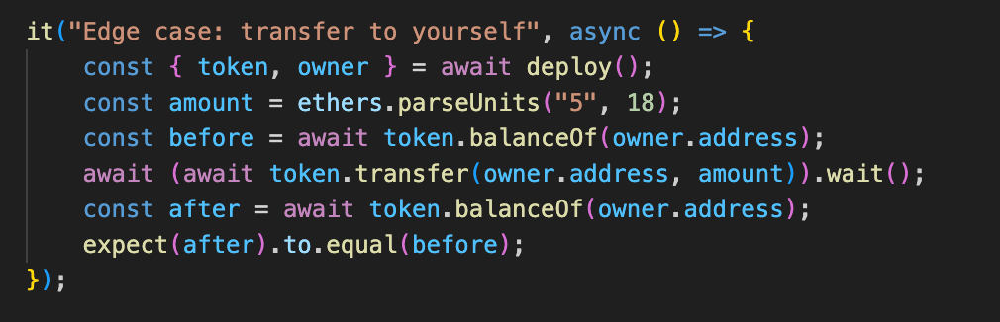 it("Edge case: transfer to yourself", async () => {
    const { token, owner } = await deploy();
    const amount = ethers.parseUnits("5", 18);
    const before = await token.balanceOf(owner.address);
    await (await token.transfer(owner.address, amount)).wait();
    const after = await token.balanceOf(owner.address);
    expect(after).to.equal(before);
});